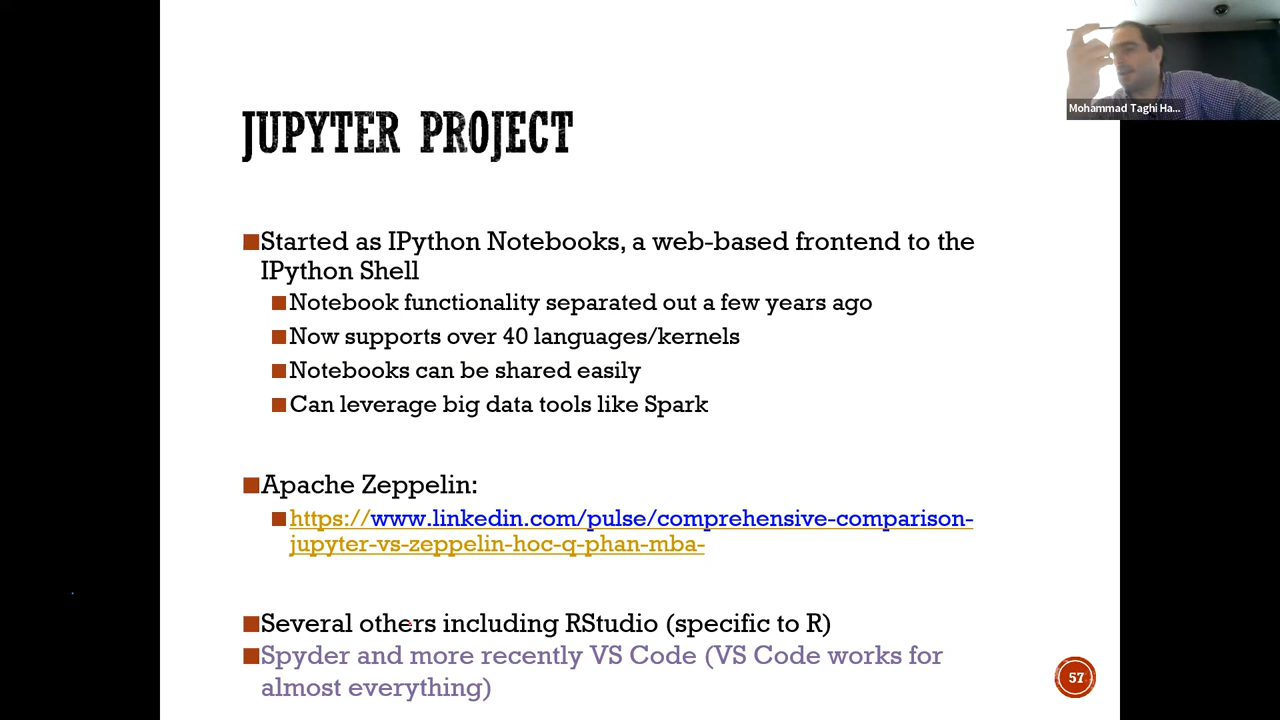 Mohammad Taghi Ha...
JUPYTER PROJECT
Started as IPython Notebooks, a web-based frontend to the
IPython Shell
Notebook functionality separated out a few years ago
Now supports over 40 languages/kernels
Notebooks can be shared easily
Can leverage big data tools like Spark
Apache Zeppelin:
https://www.linkedin.com/pulse/comprehensive-comparison-
jupyter-vs-zeppelin-hoc-q-phan-mba-
Several others including RStudio (specific to R)
Spyder and more recently VS Code (VS Code works for
almost everything)
57